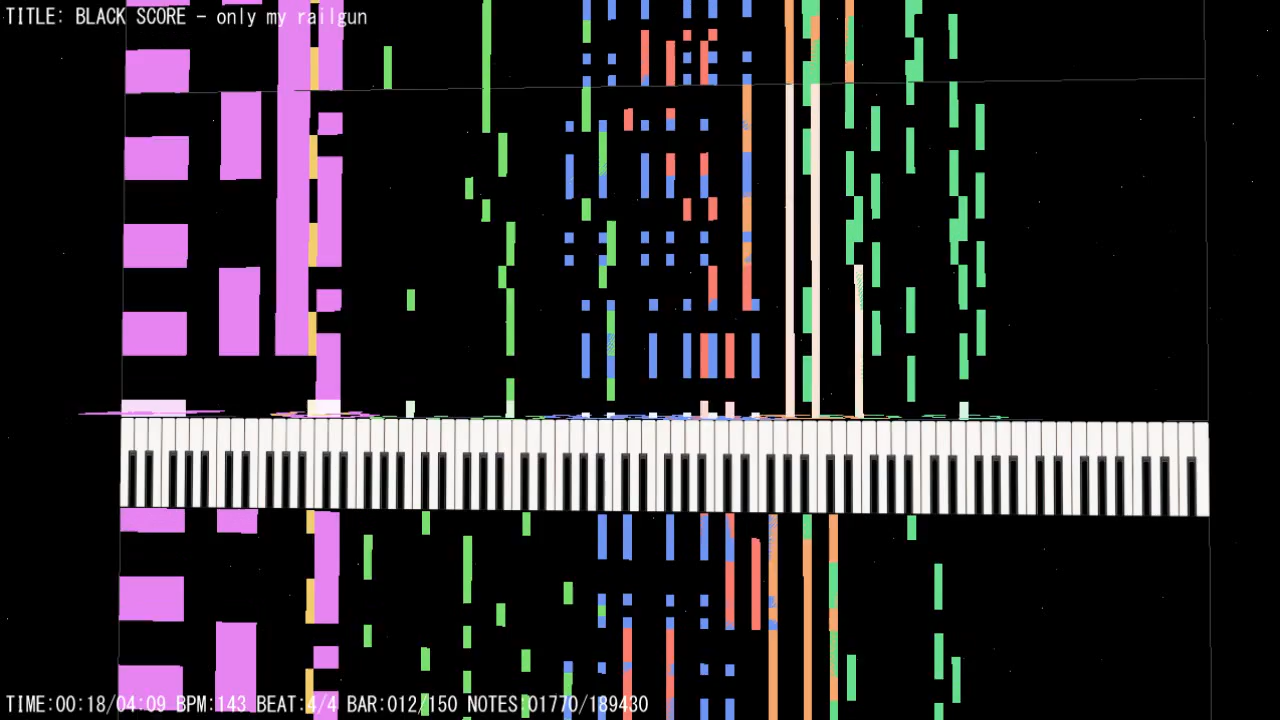 TITLE: BLACK SCORE – only my railgun
TIME:00:18/04:09 BPM:143 BEAT:4/4 BAR:012/150 NOTES:01770/189430